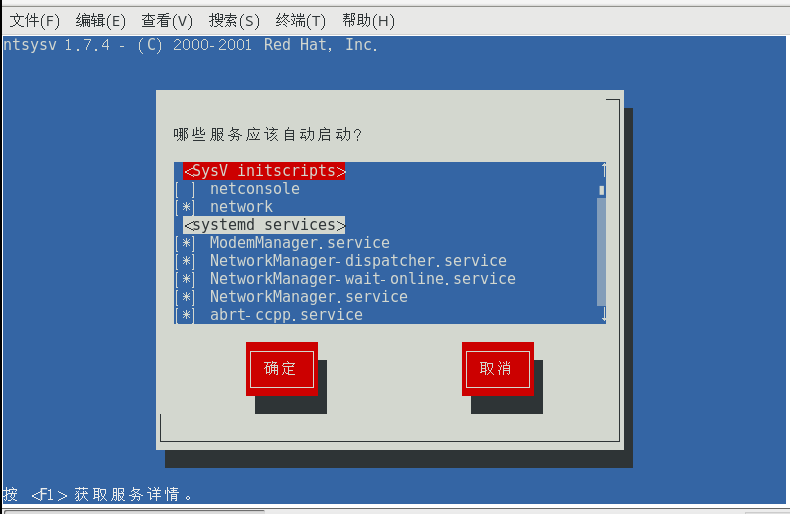 文件(F) 编辑(E) 查看(V) 搜索(S) 终端(T) 帮助(H)
ntsysv 1.7.4 - (C) 2000-2001 Red Hat, Inc.
哪些服务应该自动启动?
<SysV initscripts>
[ ] netconsole
[*] network
<systemd services>
[*] ModemManager.service
[*] NetworkManager-dispatcher.service
[*] NetworkManager-wait-online.service
[*] NetworkManager.service
[*] abrt-ccpp.service
确定 取消
按 <F1> 获取服务详情。